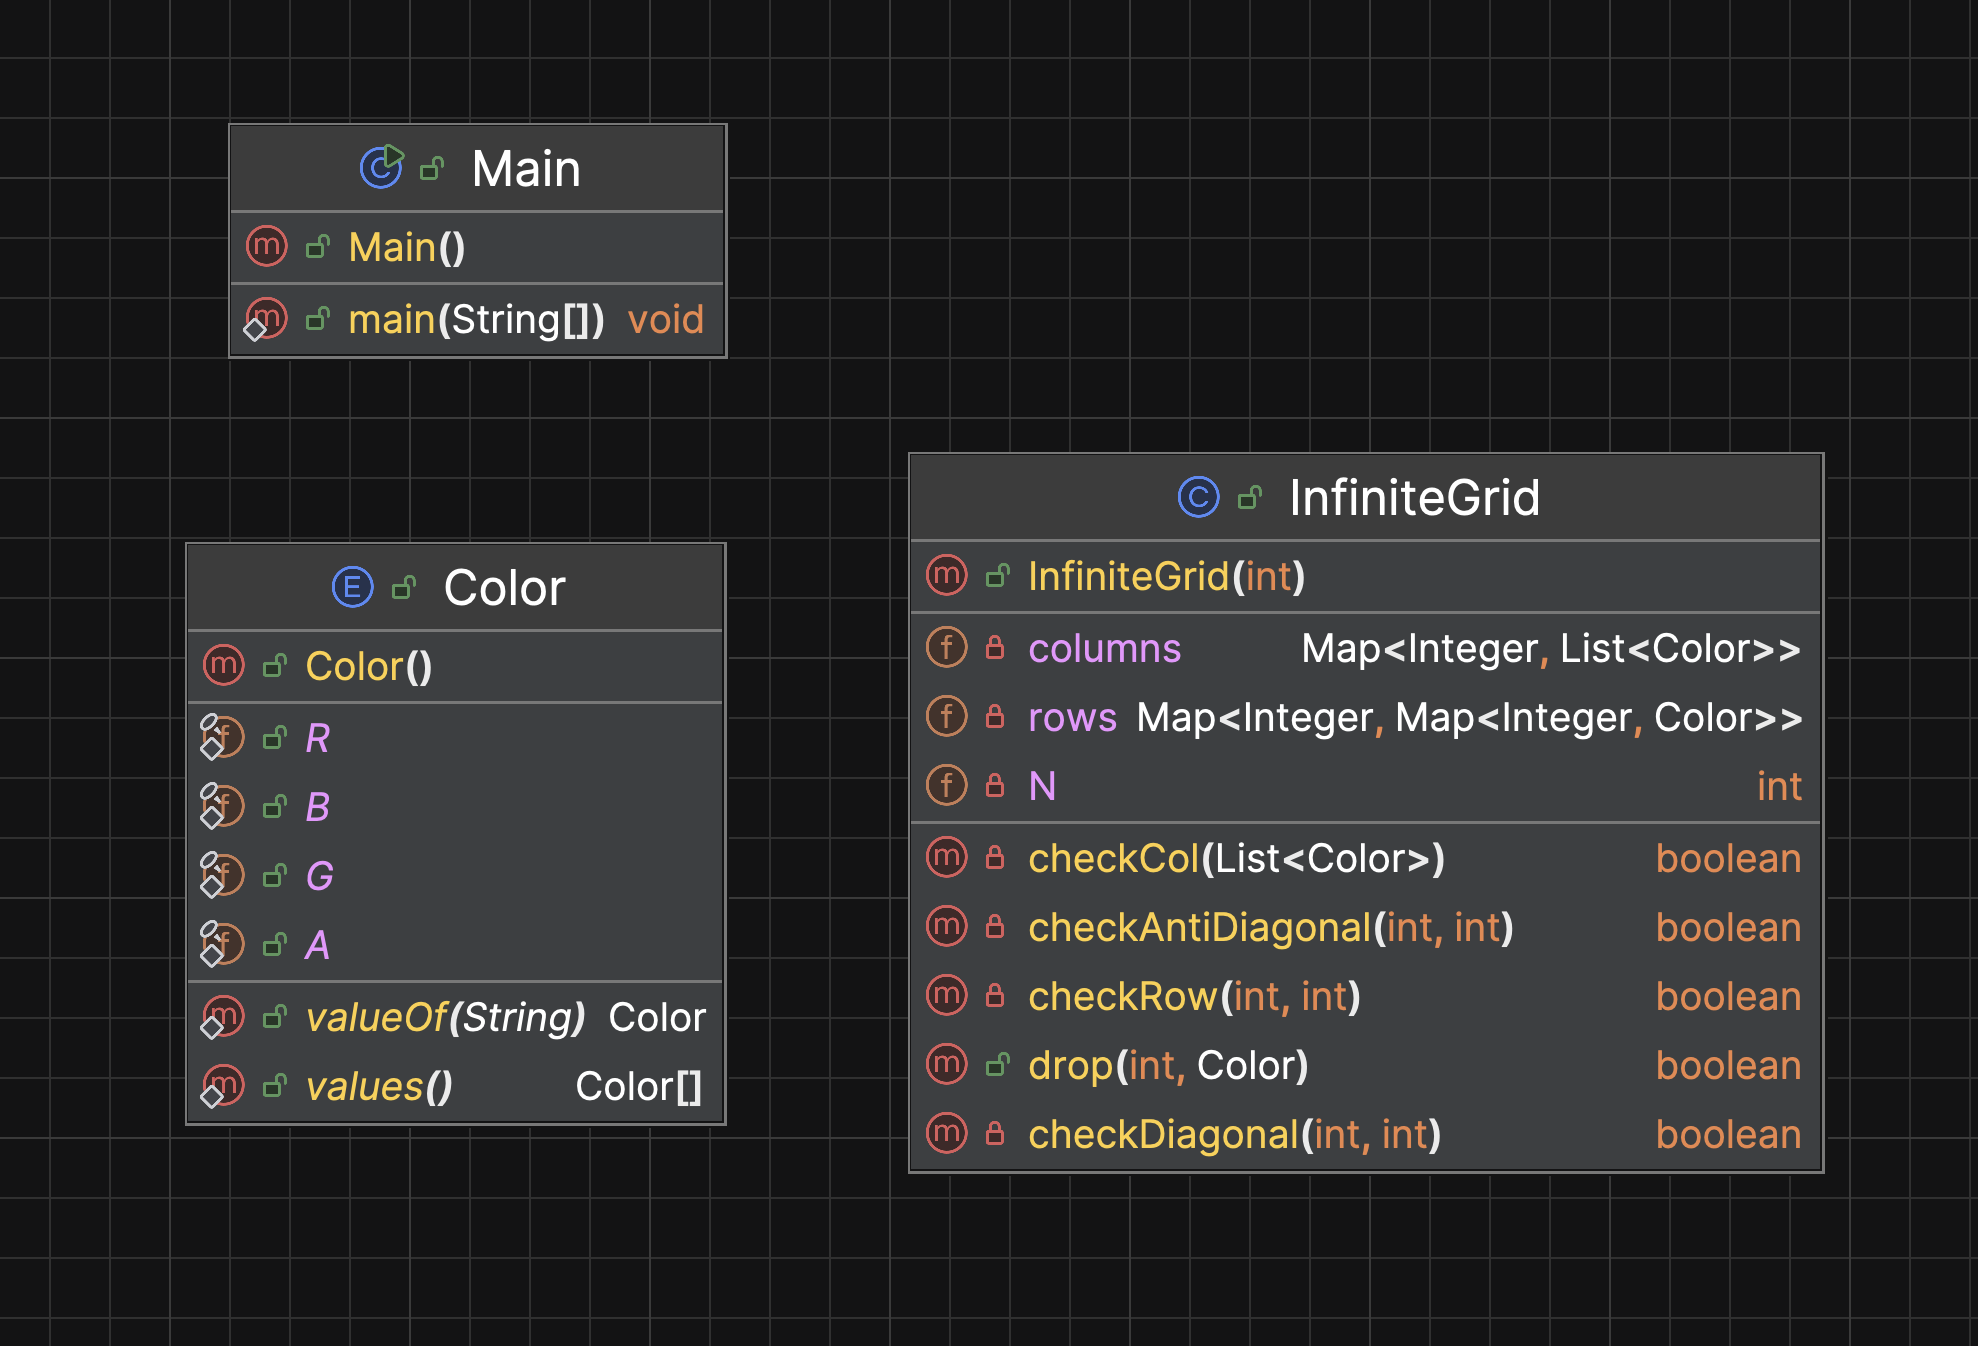 Main
Main()
main(String[]) void
Color
Color()
R
B
G
A
valueOf(String) Color
values() Color[]
InfiniteGrid
InfiniteGrid(int)
columns Map<Integer, List<Color>>
rows Map<Integer, Map<Integer, Color>>
N int
checkCol(List<Color>) boolean
checkAntiDiagonal(int, int) boolean
checkRow(int, int) boolean
drop(int, Color) boolean
checkDiagonal(int, int) boolean